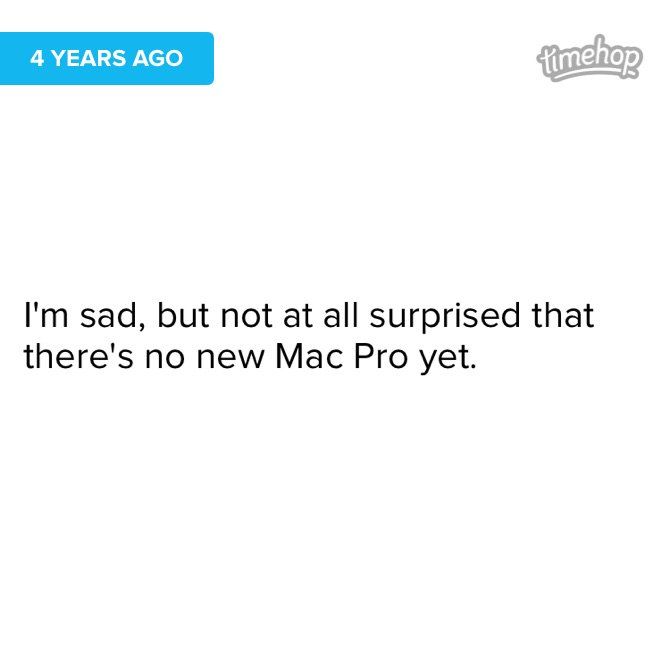 4 YEARS AGO
timehop
I'm sad, but not at all surprised that
there's no new Mac Pro yet.